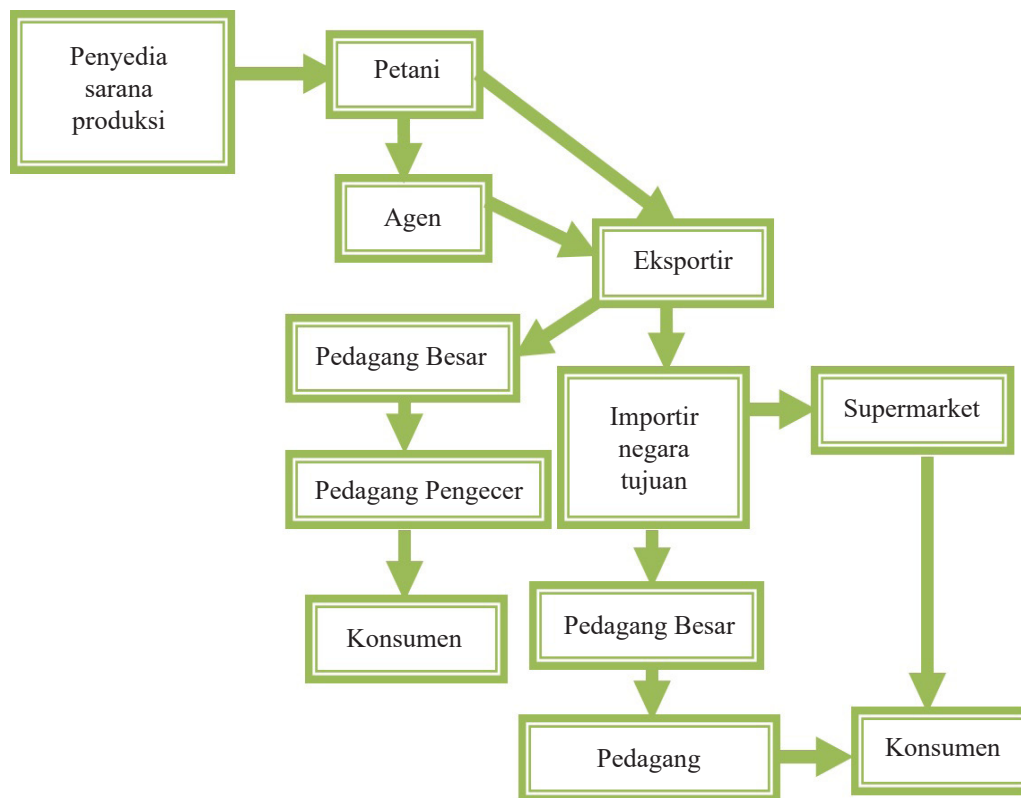 Penyedia
sarana
produksi
Petani
Agen
Eksportir
Pedagang Besar
Importir
negara
tujuan
Supermarket
Pedagang Pengecer
Konsumen
Pedagang Besar
Pedagang
Konsumen